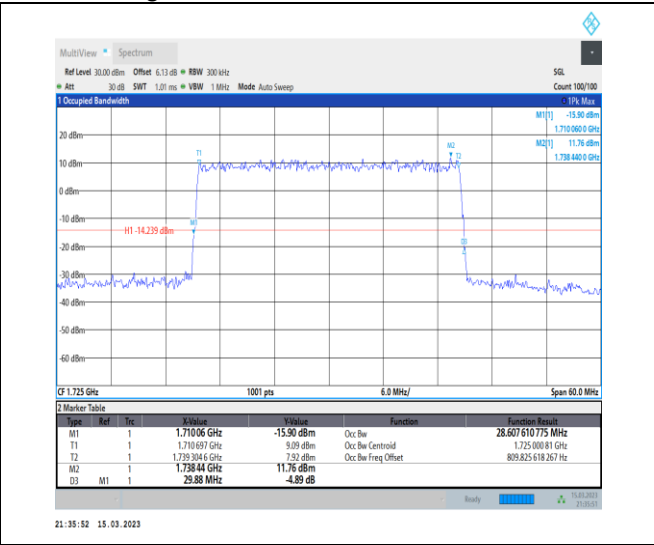 MultiView Spectrum
Ref Level 30.00 dBm Offset 6.13 dB RBW 300 kHz SGL
Att 30 dB SWT 1.01 ms VBW 1 MHz Mode Auto Sweep Count 100/100
1 Occupied Bandwidth 1Pk Max
M1[1] -15.90 dBm
1.710 060 0 GHz
M2[1] 11.76 dBm
1.738 440 0 GHz
20 dBm
M2
T1 T2
10 dBm
0 dBm
-10 dBm
M1
H1 -14.239 dBm
-20 dBm
D3
-30 dBm
-40 dBm
-50 dBm
-60 dBm
CF 1.725 GHz 1001 pts 6.0 MHz/ Span 60.0 MHz
2 Marker Table
Type Ref Trc X-Value Y-Value Function Function Result
M1 1 1.71006 GHz -15.90 dBm Occ Bw 28.607 610 775 MHz
T1 1 1.710 697 GHz 9.09 dBm Occ Bw Centroid 1.725 000 81 GHz
T2 1 1.739 304 6 GHz 7.92 dBm Occ Bw Freq Offset 809.825 618 267 Hz
M2 1 1.73844 GHz 11.76 dBm
D3 M1 1 29.88 MHz -4.89 dB
Ready 15.03.2023
21:35:51
21:35:52 15.03.2023